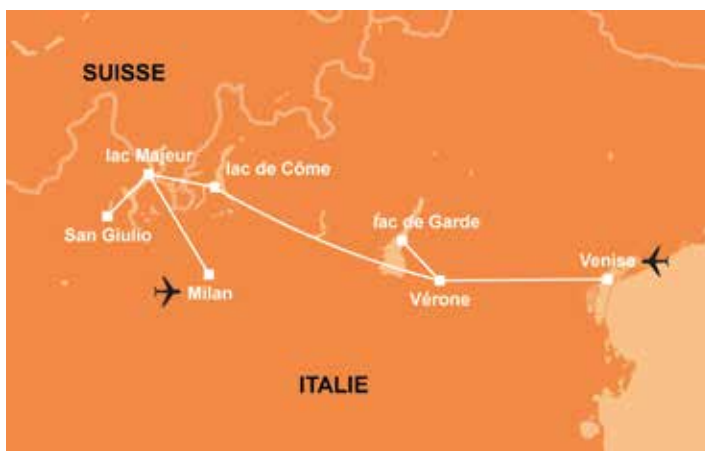 SUISSE
lac Majeur
lac de Côme
San Giulio
lac de Garde
Venise
Milan
Vérone
ITALIE